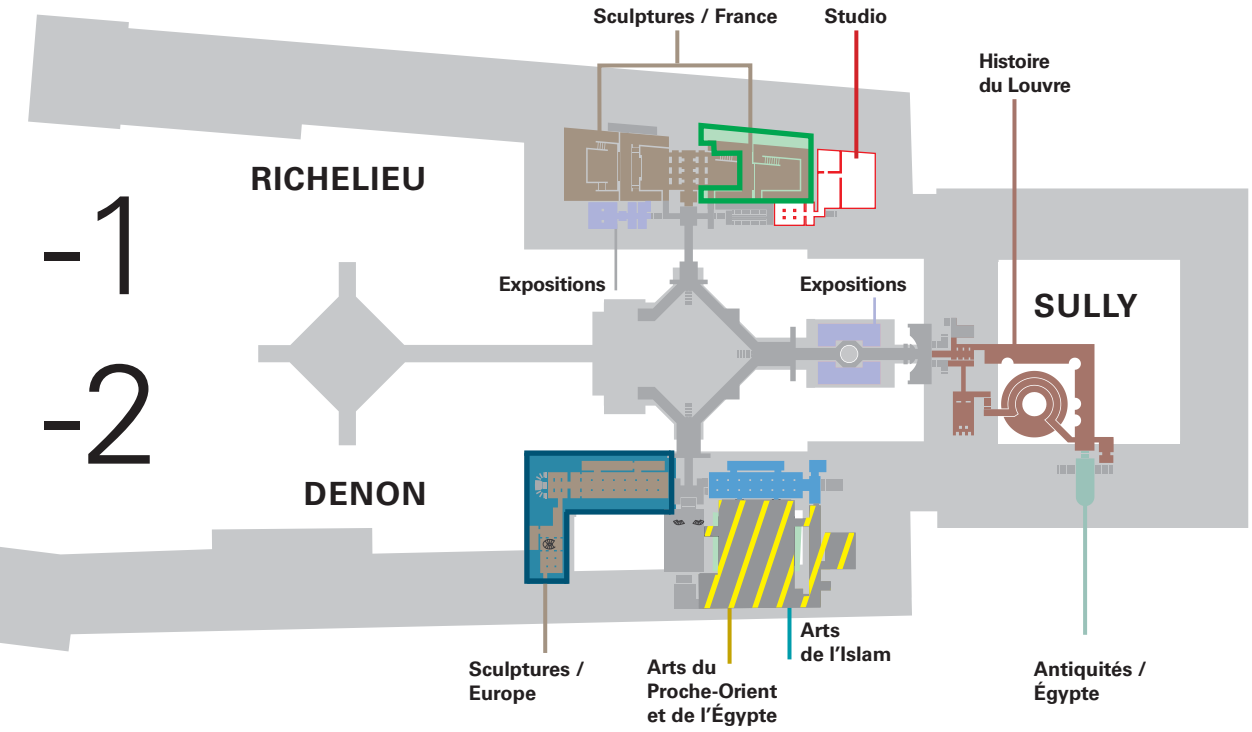 Sculptures / France
Studio
Histoire
du Louvre
RICHELIEU
-1
Expositions
Expositions
SULLY
-2
DENON
Sculptures /
Europe
Arts du
Proche-Orient
et de l'Égypte
Arts
de l'Islam
Antiquités /
Égypte